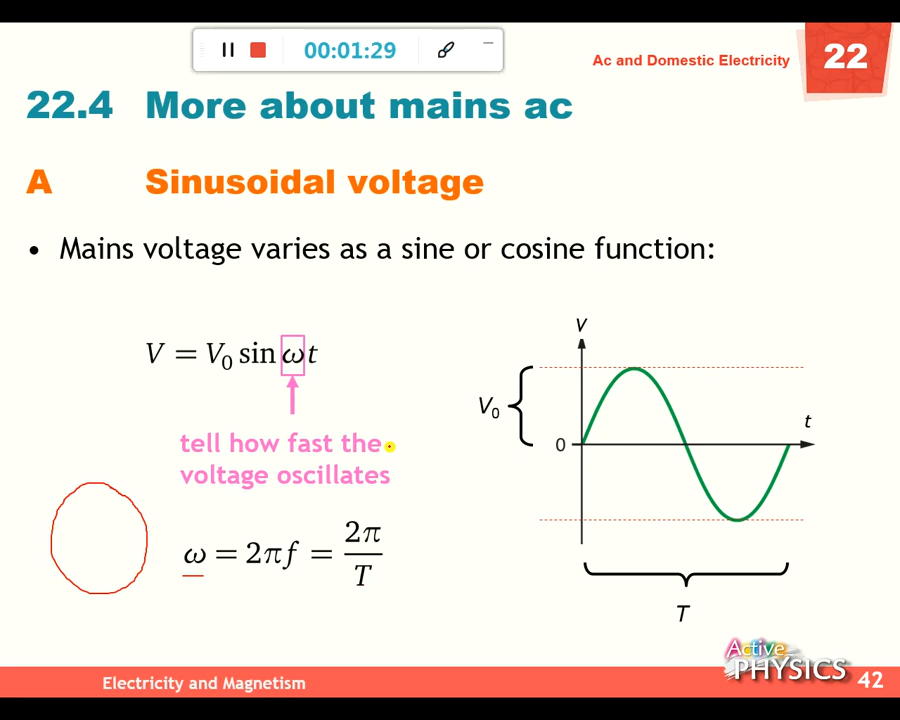 00:01:29
Ac and Domestic Electricity 22
22.4 More about mains ac
A Sinusoidal voltage
• Mains voltage varies as a sine or cosine function:
V = V₀ sin ωt
tell how fast the
voltage oscillates
ω = 2πf = 2π/T
V
V₀
0
t
T
Active
PHYSICS
Electricity and Magnetism 42